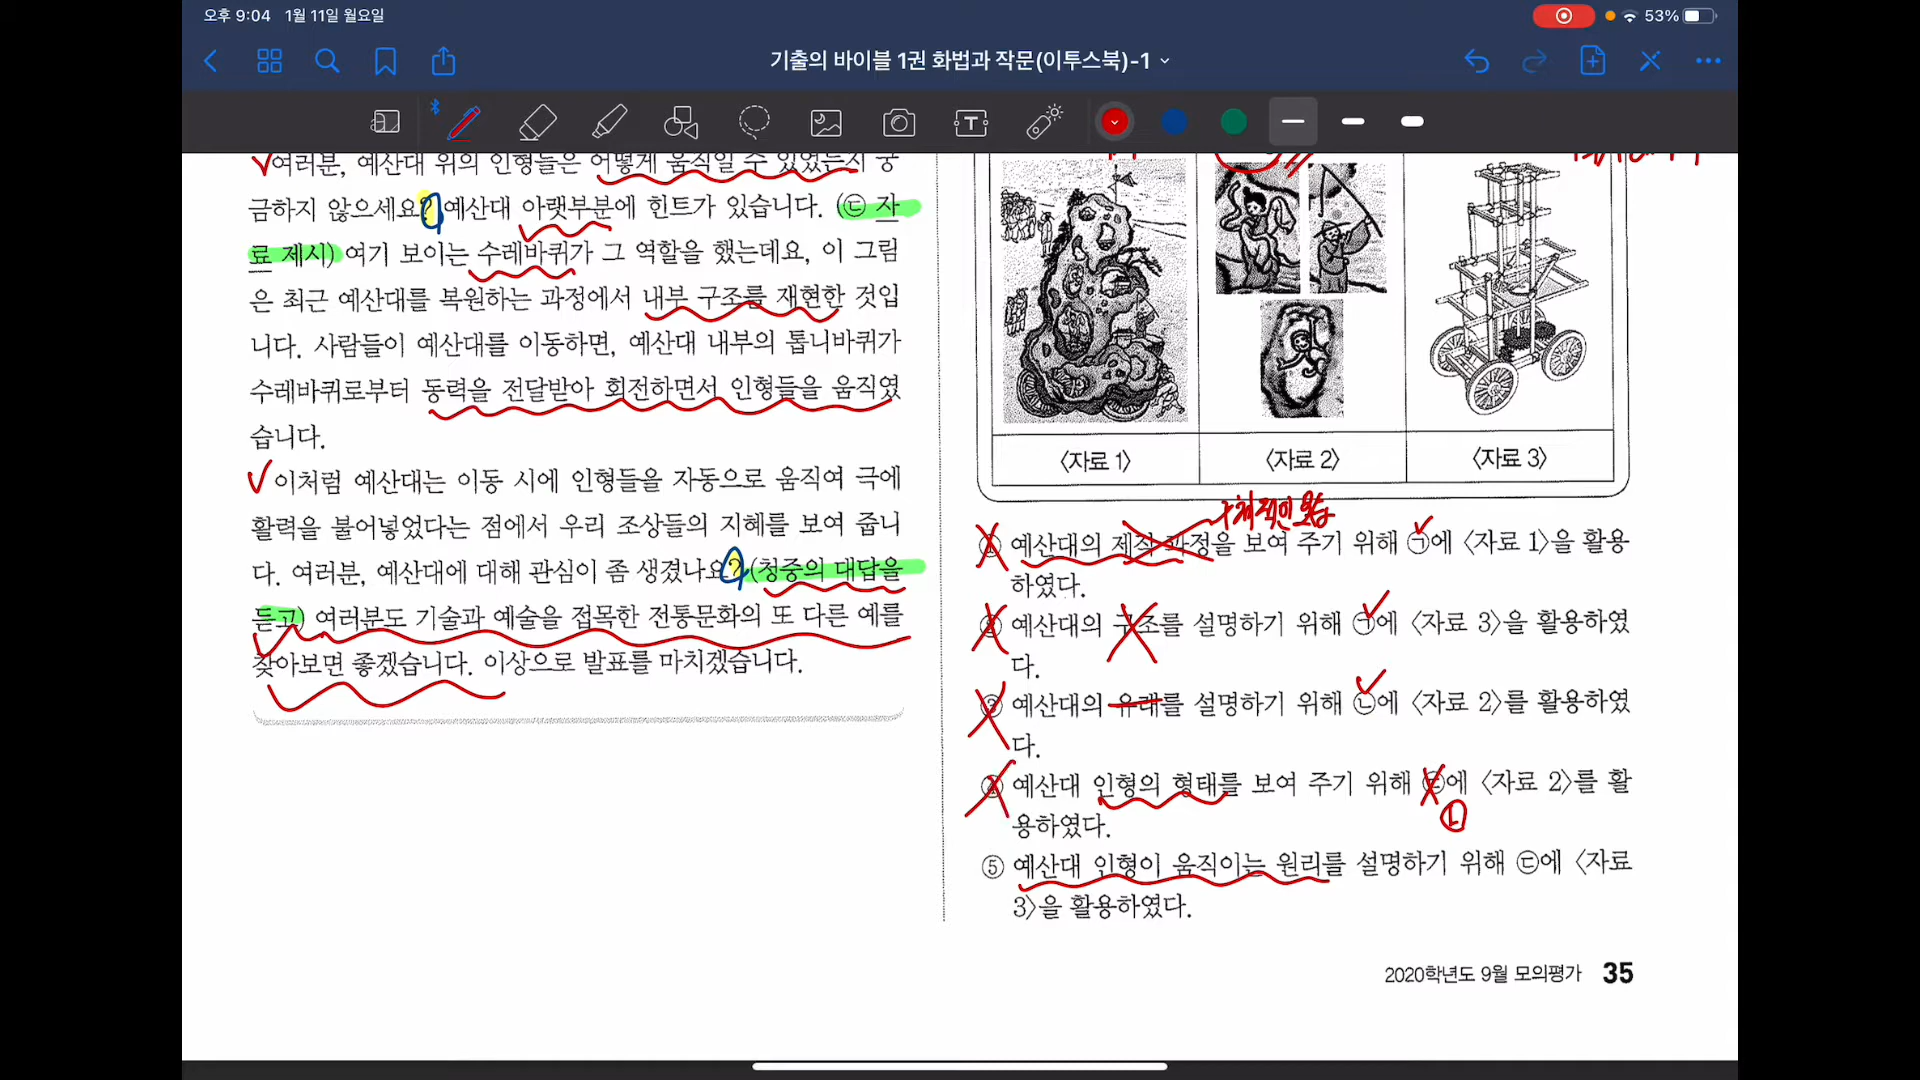 오후 9:04 1월 11일 월요일
53%
기출의 바이블 1권 화법과 작문(이투스북)-1
여러분, 예산대 위의 인형들은 어떻게 움직일 수 있었는지 궁
금하지 않으세요? 예산대 아랫부분에 힌트가 있습니다. (㉢ 자
료 제시) 여기 보이는 수레바퀴가 그 역할을 했는데요, 이 그림
은 최근 예산대를 복원하는 과정에서 내부 구조를 재현한 것입
니다. 사람들이 예산대를 이동하면, 예산대 내부의 톱니바퀴가
수레바퀴로부터 동력을 전달받아 회전하면서 인형들을 움직였
습니다.
이처럼 예산대는 이동 시에 인형들을 자동으로 움직여 극에
활력을 불어넣었다는 점에서 우리 조상들의 지혜를 보여 줍니
다. 여러분, 예산대에 대해 관심이 좀 생겼나요? (청중의 대답을
듣고) 여러분도 기술과 예술을 접목한 전통문화의 또 다른 예를
찾아보면 좋겠습니다. 이상으로 발표를 마치겠습니다.
〈자료 1〉 〈자료 2〉 〈자료 3〉
① 예산대의 제작 과정을 보여 주기 위해 ㉠에 〈자료 1〉을 활용
하였다.
② 예산대의 구조를 설명하기 위해 ㉠에 〈자료 3〉을 활용하였
다.
③ 예산대의 유래를 설명하기 위해 ㉡에 〈자료 2〉를 활용하였
다.
④ 예산대 인형의 형태를 보여 주기 위해 ㉢에 〈자료 2〉를 활
용하였다.
㉡
⑤ 예산대 인형이 움직이는 원리를 설명하기 위해 ㉢에 〈자료
3〉을 활용하였다.
2020학년도 9월 모의평가 35